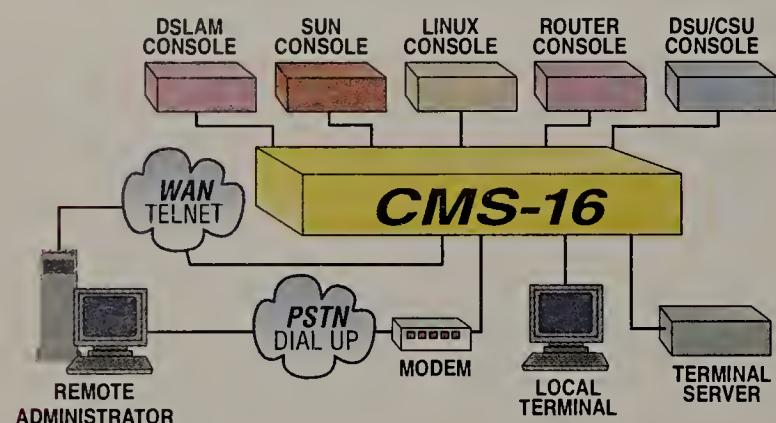 DSLAM
CONSOLE
SUN
CONSOLE
LINUX
CONSOLE
ROUTER
CONSOLE
DSU/CSU
CONSOLE
CMS-16
WAN
TELNET
PSTN
DIAL UP
MODEM
REMOTE
ADMINISTRATOR
LOCAL
TERMINAL
TERMINAL
SERVER